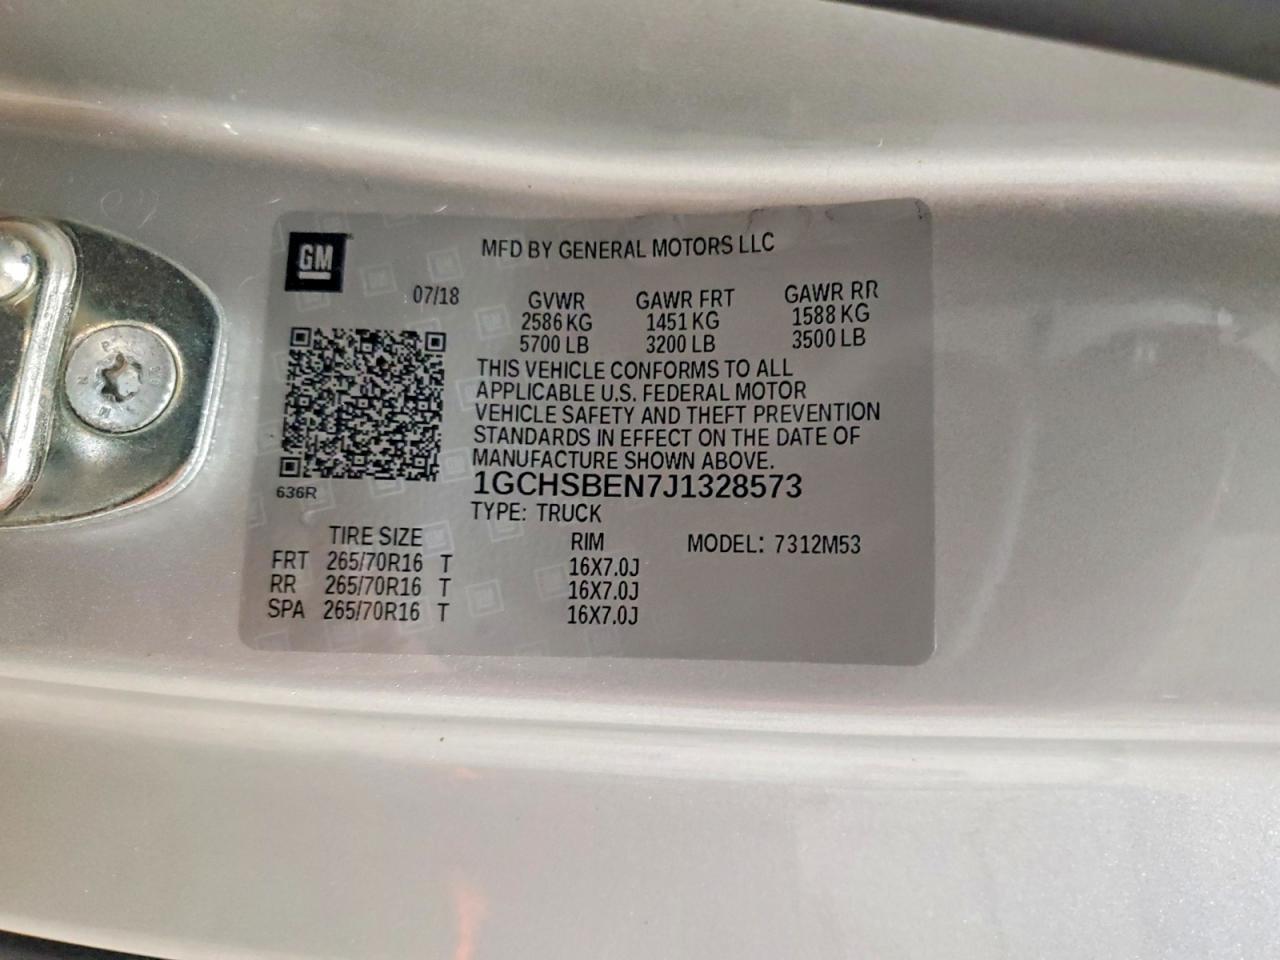 GM
MFD BY GENERAL MOTORS LLC
07/18
GVWR GAWR FRT GAWR RR
2586 KG 1451 KG 1588 KG
5700 LB 3200 LB 3500 LB
THIS VEHICLE CONFORMS TO ALL
APPLICABLE U.S. FEDERAL MOTOR
VEHICLE SAFETY AND THEFT PREVENTION
STANDARDS IN EFFECT ON THE DATE OF
MANUFACTURE SHOWN ABOVE.
636R
1GCHSBEN7J1328573
TYPE: TRUCK
TIRE SIZE RIM MODEL: 7312M53
FRT 265/70R16 T 16X7.0J
RR 265/70R16 T 16X7.0J
SPA 265/70R16 T 16X7.0J